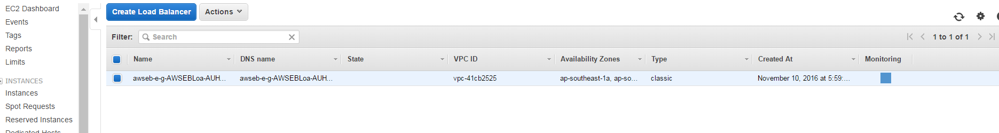 EC2 Dashboard
Events
Tags
Reports
Limits
INSTANCES
Instances
Spot Requests
Reserved Instances
Dedicated Hosts
Create Load Balancer Actions
Filter: Search 1 to 1 of 1
Name DNS name State VPC ID Availability Zones Type Created At Monitoring
awseb-e-g-AWSEBLoa-AUH... awseb-e-g-AWSEBLoa-AUH... vpc-41cb2525 ap-southeast-1a, ap-so... classic November 10, 2016 at 5:59:...